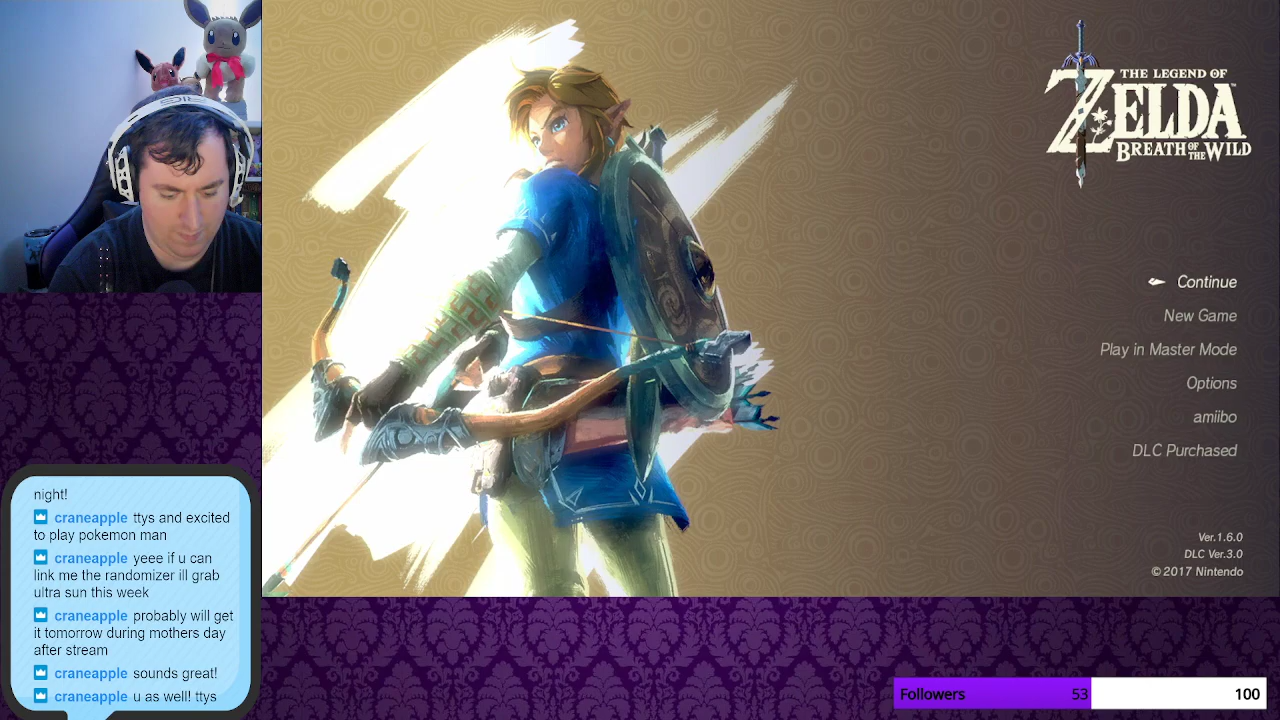 THE LEGEND OF
ZELDA
BREATH OF THE WILD
Continue
New Game
Play in Master Mode
Options
amiibo
DLC Purchased
Ver.1.6.0
DLC Ver.3.0
© 2017 Nintendo
night!
craneapple ttys and excited
to play pokemon man
craneapple yeee if u can
link me the randomizer ill grab
ultra sun this week
craneapple probably will get
it tomorrow during mothers day
after stream
craneapple sounds great!
craneapple u as well! ttys
Followers 53 100